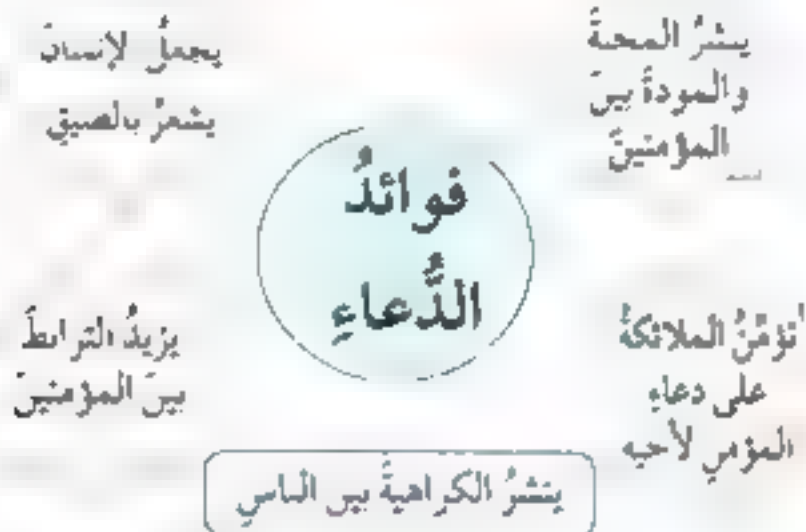 ينشرُ المحبةَ
والمودةَ بينَ
المؤمنينَ
يجعلُ الإنسانَ
يشعرُ بالضيقِ
فوائدُ
الدُّعاءِ
تؤمّنُ الملائكةُ
على دعاءِ
المؤمنِ لأخيه
يزيدُ الترابطَ
بينَ المؤمنينَ
ينشرُ الكراهيةَ بين الناسِ